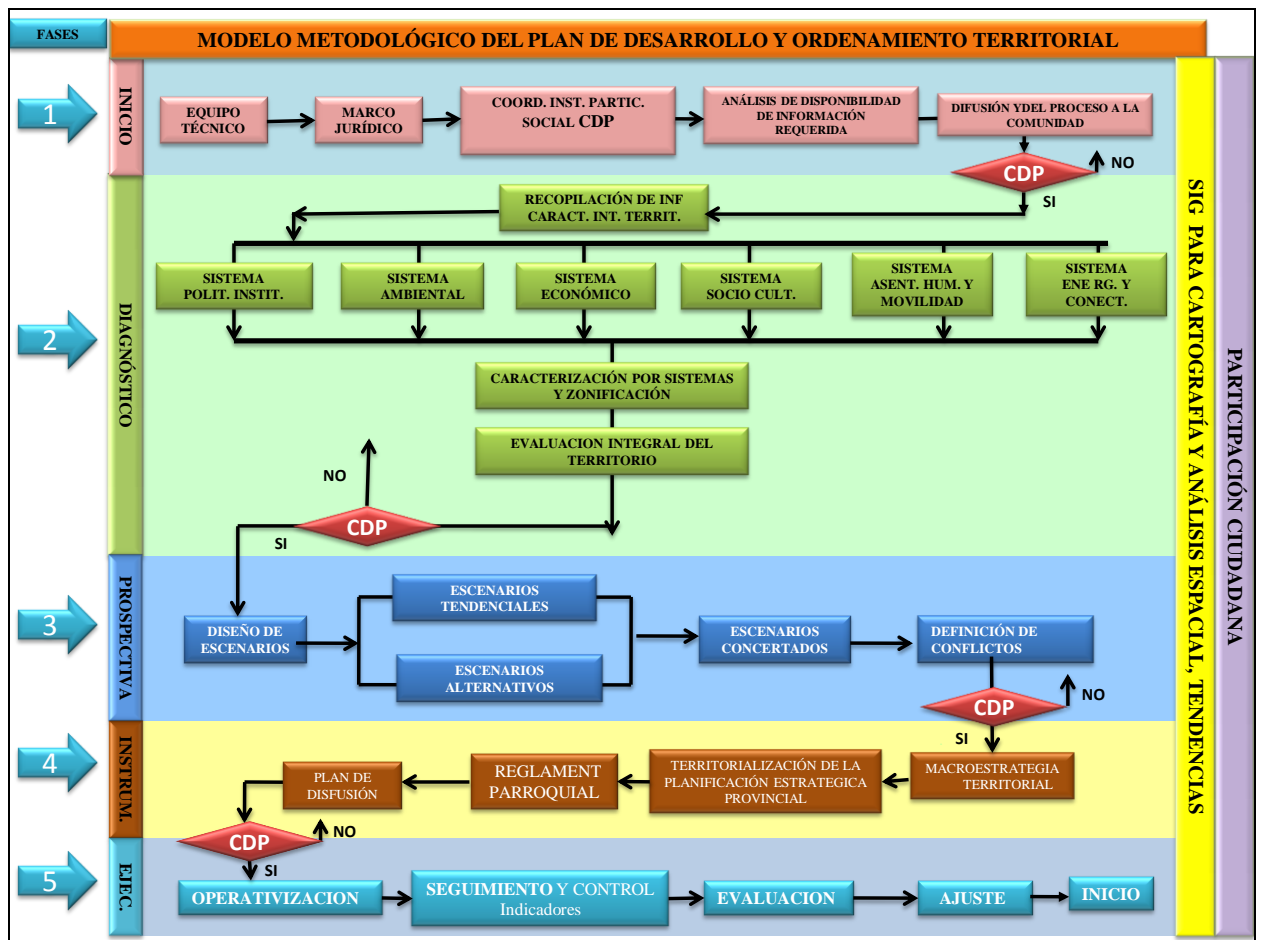 FASES
MODELO METODOLÓGICO DEL PLAN DE DESARROLLO Y ORDENAMIENTO TERRITORIAL
1
INICIO
EQUIPO
TÉCNICO
MARCO
JURÍDICO
COORD. INST. PARTIC.
SOCIAL CDP
ANÁLISIS DE DISPONIBILIDAD
DE INFORMACIÓN
REQUERIDA
DIFUSIÓN YDEL PROCESO A LA
COMUNIDAD
CDP
NO
SI
2
DIAGNÓSTICO
RECOPILACIÓN DE INF
CARACT. INT. TERRIT.
SISTEMA
POLIT. INSTIT.
SISTEMA
AMBIENTAL
SISTEMA
ECONÓMICO
SISTEMA
SOCIO CULT.
SISTEMA
ASENT. HUM. Y
MOVILIDAD
SISTEMA
ENE RG. Y
CONECT.
CARACTERIZACIÓN POR SISTEMAS
Y ZONIFICACIÓN
EVALUACION INTEGRAL DEL
TERRITORIO
NO
CDP
SI
3
PROSPECTIVA
DISEÑO DE
ESCENARIOS
ESCENARIOS
TENDENCIALES
ESCENARIOS
ALTERNATIVOS
ESCENARIOS
CONCERTADOS
DEFINICIÓN DE
CONFLICTOS
CDP
NO
SI
4
INSTRUM.
MACROESTRATEGIA
TERRITORIAL
TERRITORIALIZACIÓN DE LA
PLANIFICACIÓN ESTRATEGICA
PROVINCIAL
REGLAMENT
PARROQUIAL
PLAN DE
DISFUSIÓN
CDP
NO
SI
5
EJEC.
OPERATIVIZACION
SEGUIMIENTO Y CONTROL
Indicadores
EVALUACION
AJUSTE
INICIO
SIG PARA CARTOGRAFÍA Y ANÁLISIS ESPACIAL, TENDENCIAS
PARTICIPACIÓN CIUDADANA